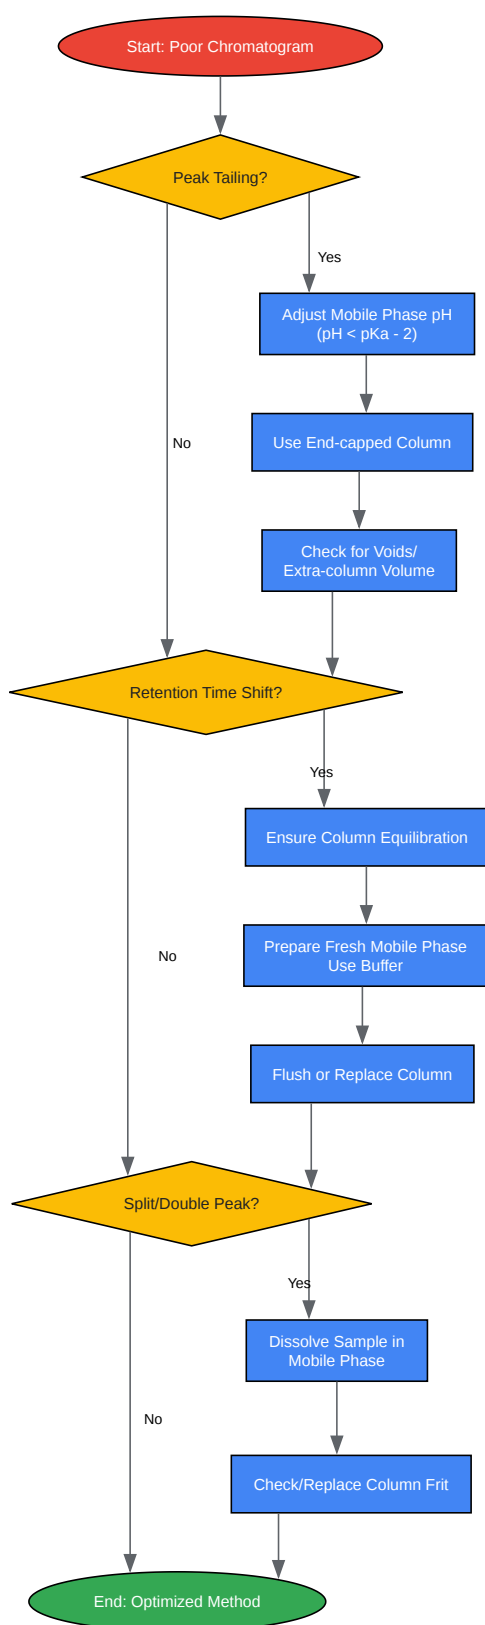 Start: Poor Chromatogram
Peak Tailing?
Yes
Adjust Mobile Phase pH
(pH < pKa - 2)
No
Use End-capped Column
Check for Voids/
Extra-column Volume
Retention Time Shift?
Yes
Ensure Column Equilibration
Prepare Fresh Mobile Phase
Use Buffer
No
Flush or Replace Column
Split/Double Peak?
Yes
Dissolve Sample in
Mobile Phase
No
Check/Replace Column Frit
End: Optimized Method